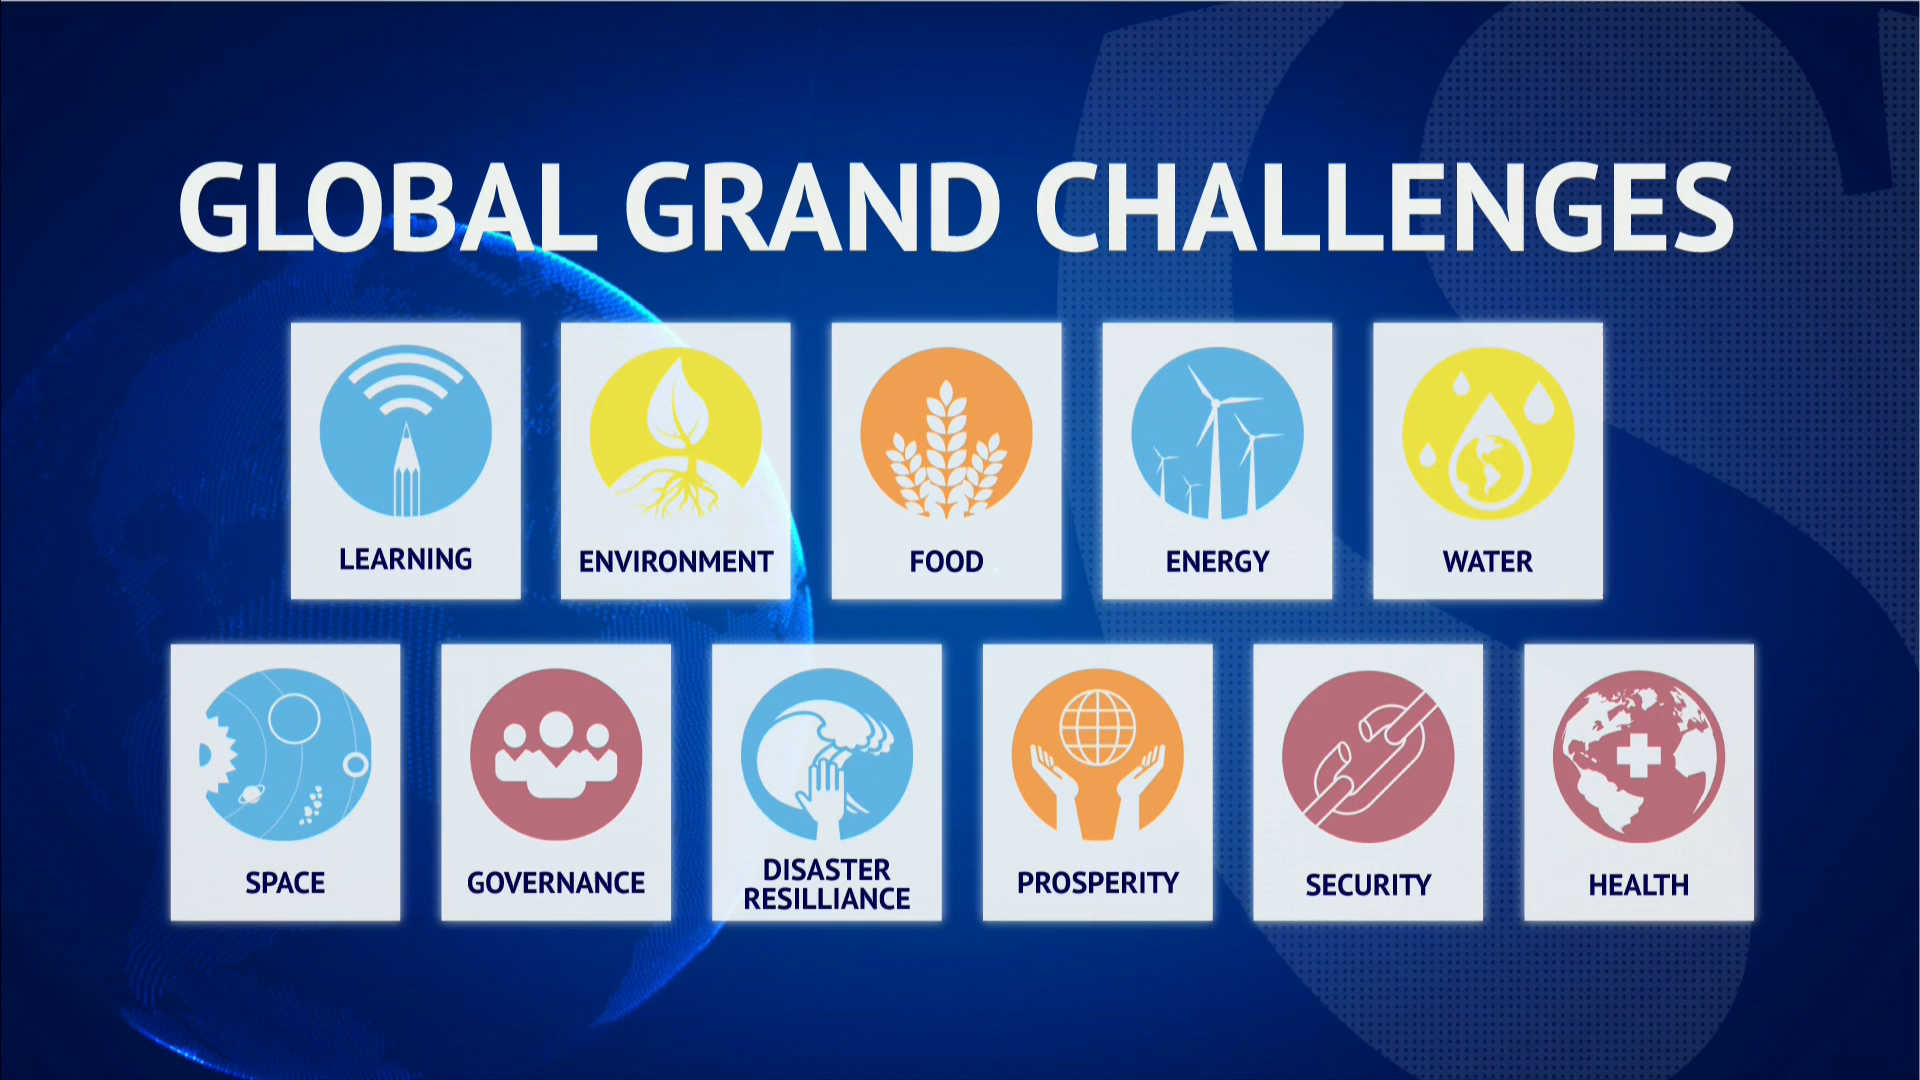 GLOBAL GRAND CHALLENGES
LEARNING
ENVIRONMENT
FOOD
ENERGY
WATER
SPACE
GOVERNANCE
DISASTER
RESILLIANCE
PROSPERITY
SECURITY
HEALTH